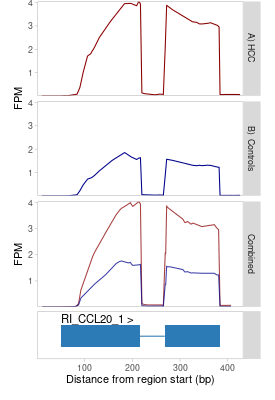 4
3
2
1
A) HCC
FPM
4
3
2
1
B) Controls
4
3
2
1
Combined
FPM
RI_CCL20_1 >
100 200 300 400
Distance from region start (bp)